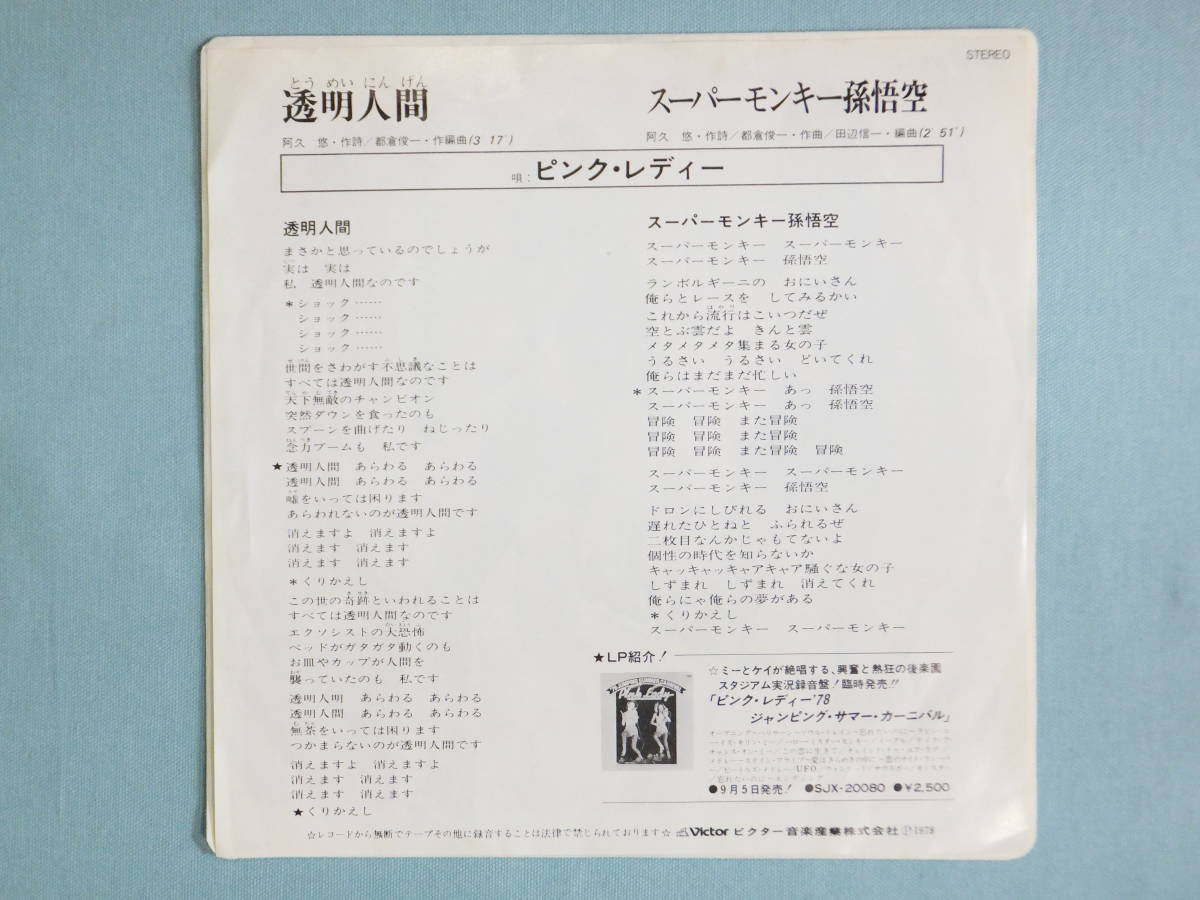 STEREO
とうめいにんげん
透明人間
阿久 悠・作詩/都倉俊一・作編曲(3′17″)
スーパーモンキー孫悟空
阿久 悠・作詩/都倉俊一・作曲/田辺信一・編曲(2′51″)
唄:ピンク・レディー
透明人間
まさかと思っているのでしょうが
実は 実は
私 透明人間なのです
*ショック……
ショック……
ショック……
ショック……
世間をさわがす不思議なことは
すべては透明人間なのです
天下無敵のチャンピオン
突然ダウンを食ったのも
スプーンを曲げたり ねじったり
念力ブームも 私です
★透明人間 あらわる あらわる
透明人間 あらわる あらわる
嘘をいっては困ります
あらわれないのが透明人間です
消えますよ 消えますよ
消えます 消えます
消えます 消えます
*くりかえし
この世の奇跡といわれることは
すべては透明人間なのです
エクソシストの大恐怖
ベッドがガタガタ動くのも
お皿やカップが人間を
襲っていたのも 私です
透明人明 あらわる あらわる
透明人間 あらわる あらわる
無茶をいっては困ります
つかまらないのが透明人間です
消えますよ 消えますよ
消えます 消えます
消えます 消えます
★くりかえし
スーパーモンキー孫悟空
スーパーモンキー スーパーモンキー
スーパーモンキー 孫悟空
ランボルギーニの おにいさん
俺らとレースを してみるかい
これから流行はこいつだぜ
空とぶ雲だよ きんと雲
メタメタメタ集まる女の子
うるさい うるさい どいてくれ
俺らはまだまだ忙しい
*スーパーモンキー あっ 孫悟空
スーパーモンキー あっ 孫悟空
冒険 冒険 また冒険
冒険 冒険 また冒険
冒険 冒険 また冒険 冒険
スーパーモンキー スーパーモンキー
スーパーモンキー 孫悟空
ドロンにしびれる おにいさん
遅れたひとねと ふられるぜ
二枚目なんかじゃもてないよ
個性の時代を知らないか
キャッキャッキャアキャア騒ぐな女の子
しずまれ しずまれ 消えてくれ
俺らにゃ俺らの夢がある
*くりかえし
スーパーモンキー スーパーモンキー
★LP紹介!
Pink Lady
☆ミーとケイが絶唱する、興奮と熱狂の後楽園
スタジアム実況録音盤!臨時発売!!
「ピンク・レディー'78
ジャンピング・サマー・カーニバル」
●9月5日発売! ●SJX-20080 ●¥2,500
☆レコードから無断でテープその他に録音することは法律で禁じられております☆ Victor ビクター音楽産業株式会社 Ⓟ1978